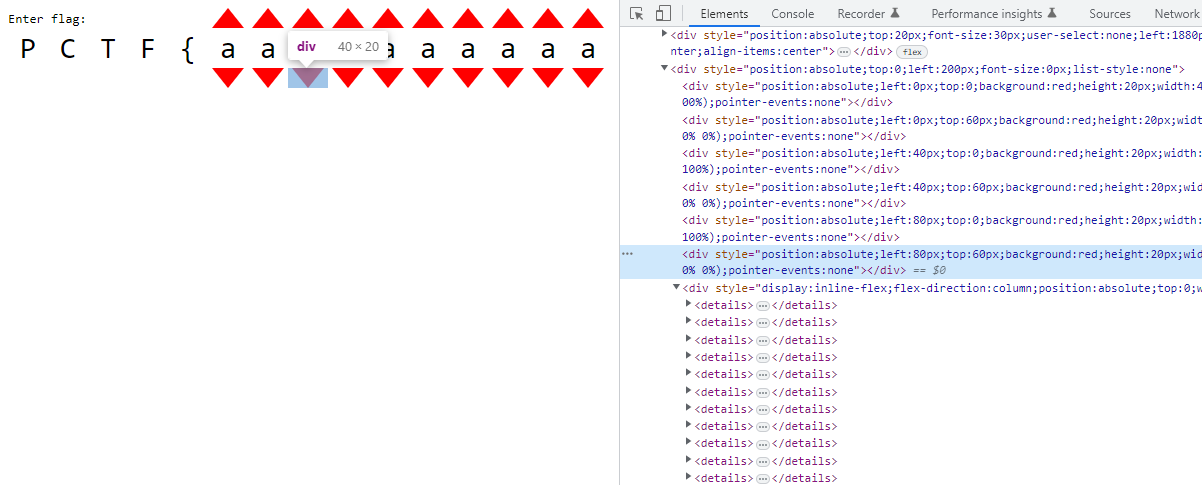 Enter flag:
P C T F { a a a a a a a a
div 40 × 20
Elements Console Recorder Performance insights Sources Network
<div style="position:absolute;top:20px;font-size:30px;user-select:none;left:1880p
nter;align-items:center">…</div> flex
<div style="position:absolute;top:0;left:200px;font-size:0px;list-style:none">
<div style="position:absolute;left:0px;top:0;background:red;height:20px;width:4
00%);pointer-events:none"></div>
<div style="position:absolute;left:0px;top:60px;background:red;height:20px;wid
0% 0%);pointer-events:none"></div>
<div style="position:absolute;left:40px;top:0;background:red;height:20px;width:
100%);pointer-events:none"></div>
<div style="position:absolute;left:40px;top:60px;background:red;height:20px;wid
0% 0%);pointer-events:none"></div>
<div style="position:absolute;left:80px;top:0;background:red;height:20px;width:
100%);pointer-events:none"></div>
<div style="position:absolute;left:80px;top:60px;background:red;height:20px;wid
0% 0%);pointer-events:none"></div> == $0
<div style="display:inline-flex;flex-direction:column;position:absolute;top:0;w
<details>…</details>
<details>…</details>
<details>…</details>
<details>…</details>
<details>…</details>
<details>…</details>
<details>…</details>
<details>…</details>
<details>…</details>
<details>…</details>
<details>…</details>